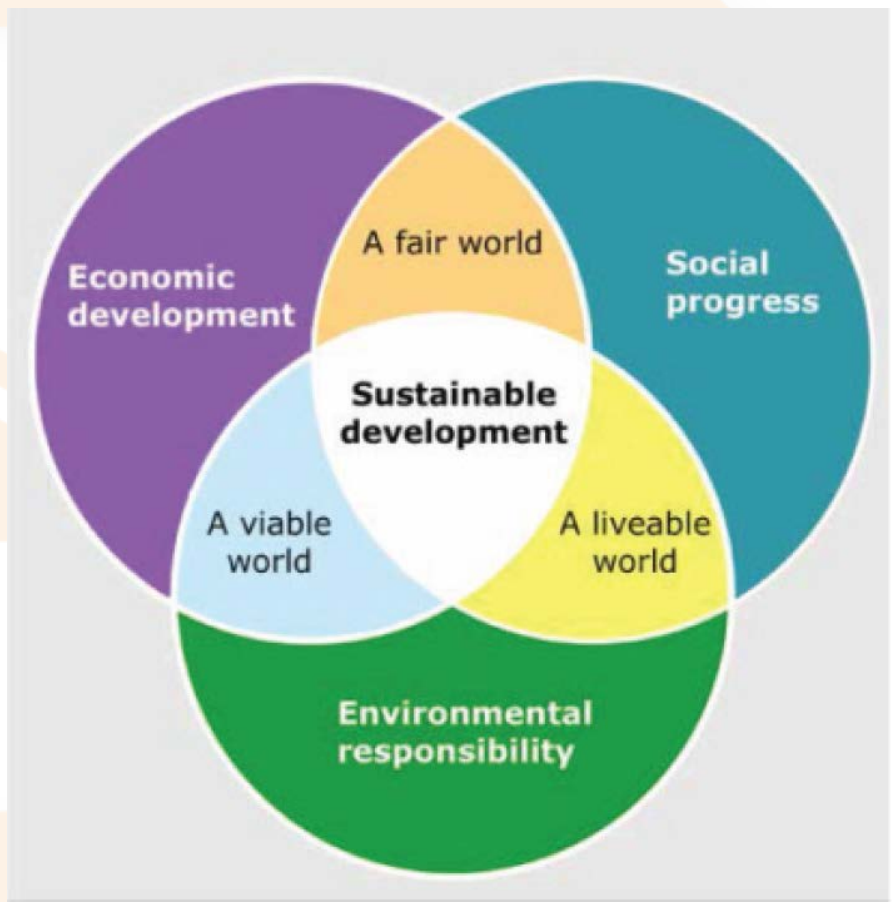 A fair world
Economic
development
Social
progress
Sustainable
development
A viable
world
A liveable
world
Environmental
responsibility